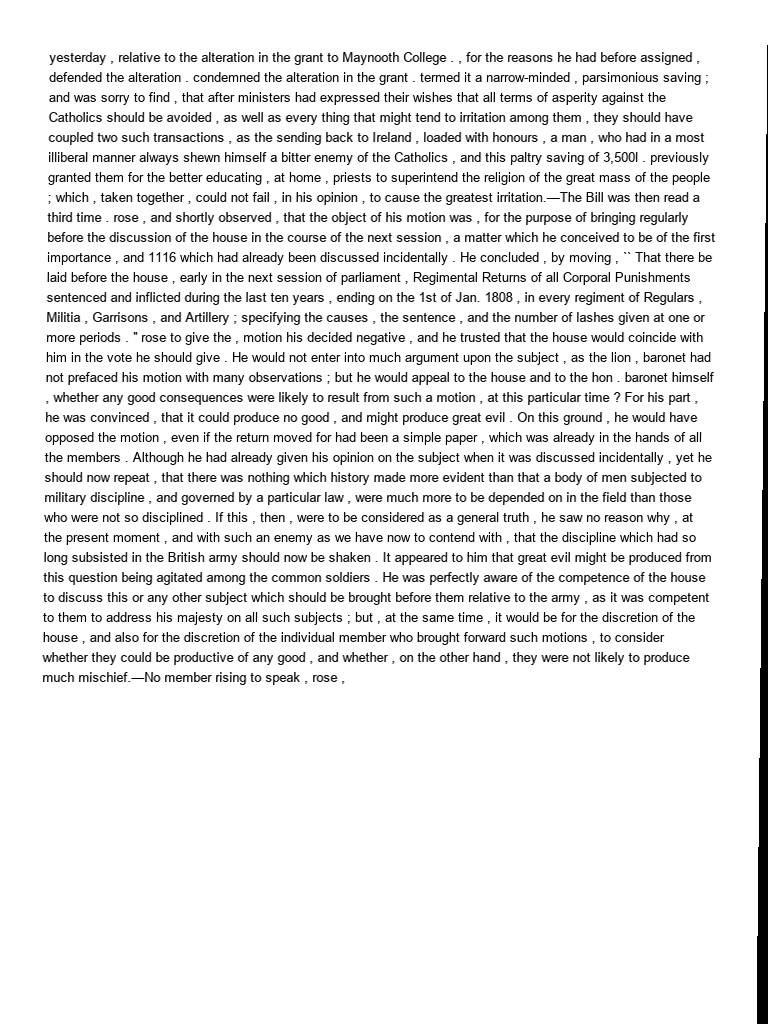 yesterday , relative to the alteration in the grant to Maynooth College . , for the reasons he had before assigned ,
defended the alteration . condemned the alteration in the grant . termed it a narrow-minded , parsimonious saving ;
and was sorry to find , that after ministers had expressed their wishes that all terms of asperity against the
Catholics should be avoided , as well as every thing that might tend to irritation among them , they should have
coupled two such transactions , as the sending back to Ireland , loaded with honours , a man , who had in a most
illiberal manner always shewn himself a bitter enemy of the Catholics , and this paltry saving of 3,500l . previously
granted them for the better educating , at home , priests to superintend the religion of the great mass of the people
; which , taken together , could not fail , in his opinion , to cause the greatest irritation.—The Bill was then read a
third time . rose , and shortly observed , that the object of his motion was , for the purpose of bringing regularly
before the discussion of the house in the course of the next session , a matter which he conceived to be of the first
importance , and 1116 which had already been discussed incidentally . He concluded , by moving , `` That there be
laid before the house , early in the next session of parliament , Regimental Returns of all Corporal Punishments
sentenced and inflicted during the last ten years , ending on the 1st of Jan. 1808 , in every regiment of Regulars ,
Militia , Garrisons , and Artillery ; specifying the causes , the sentence , and the number of lashes given at one or
more periods . " rose to give the , motion his decided negative , and he trusted that the house would coincide with
him in the vote he should give . He would not enter into much argument upon the subject , as the lion , baronet had
not prefaced his motion with many observations ; but he would appeal to the house and to the hon . baronet himself
, whether any good consequences were likely to result from such a motion , at this particular time ? For his part ,
he was convinced , that it could produce no good , and might produce great evil . On this ground , he would have
opposed the motion , even if the return moved for had been a simple paper , which was already in the hands of all
the members . Although he had already given his opinion on the subject when it was discussed incidentally , yet he
should now repeat , that there was nothing which history made more evident than that a body of men subjected to
military discipline , and governed by a particular law , were much more to be depended on in the field than those
who were not so disciplined . If this , then , were to be considered as a general truth , he saw no reason why , at
the present moment , and with such an enemy as we have now to contend with , that the discipline which had so
long subsisted in the British army should now be shaken . It appeared to him that great evil might be produced from
this question being agitated among the common soldiers . He was perfectly aware of the competence of the house
to discuss this or any other subject which should be brought before them relative to the army , as it was competent
to them to address his majesty on all such subjects ; but , at the same time , it would be for the discretion of the
house , and also for the discretion of the individual member who brought forward such motions , to consider
whether they could be productive of any good , and whether , on the other hand , they were not likely to produce
much mischief.—No member rising to speak , rose ,